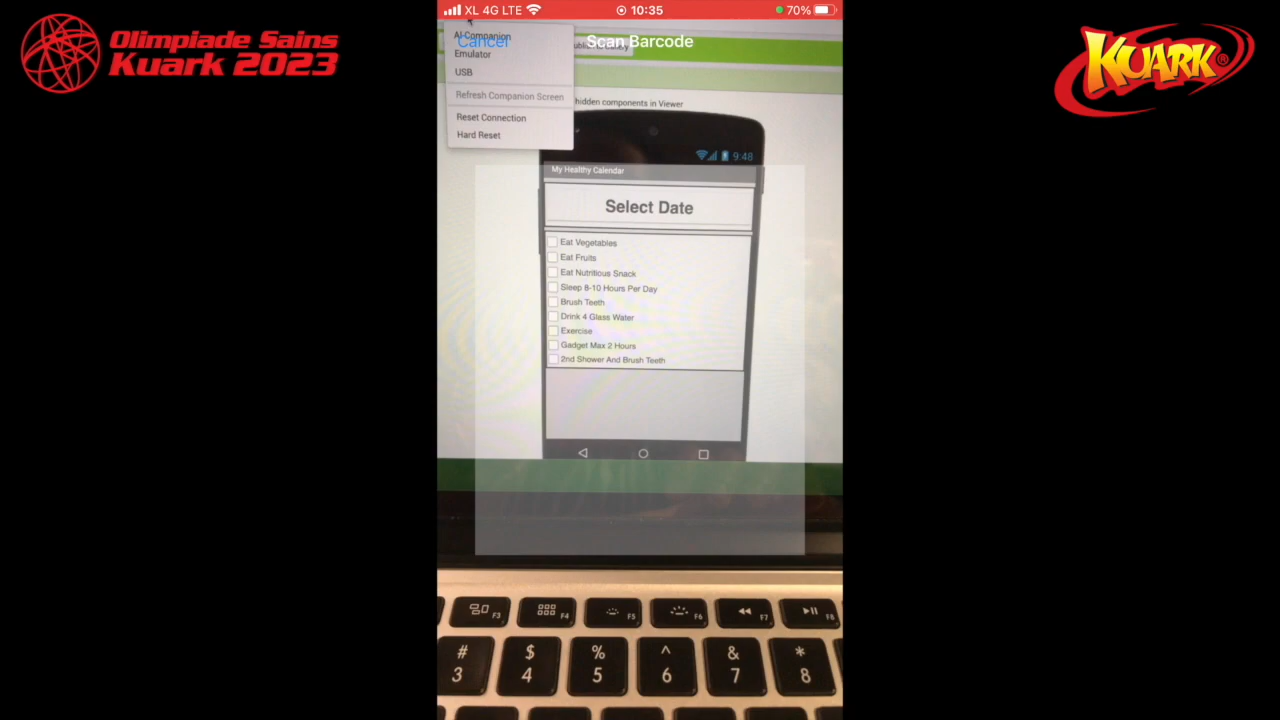 Olimpiade Sains
Kuark 2023
KUARK®
XL 4G LTE
10:35
70%
Cancel
Scan Barcode
AI Companion
Emulator
USB
Refresh Companion Screen
Reset Connection
Hard Reset
hidden components in Viewer
9:48
My Healthy Calendar
Select Date
Eat Vegetables
Eat Fruits
Eat Nutritious Snack
Sleep 8-10 Hours Per Day
Brush Teeth
Drink 4 Glass Water
Exercise
Gadget Max 2 Hours
2nd Shower And Brush Teeth
F3 F4 F5 F6 F7 F8
# $ % ^ & *
3 4 5 6 7 8